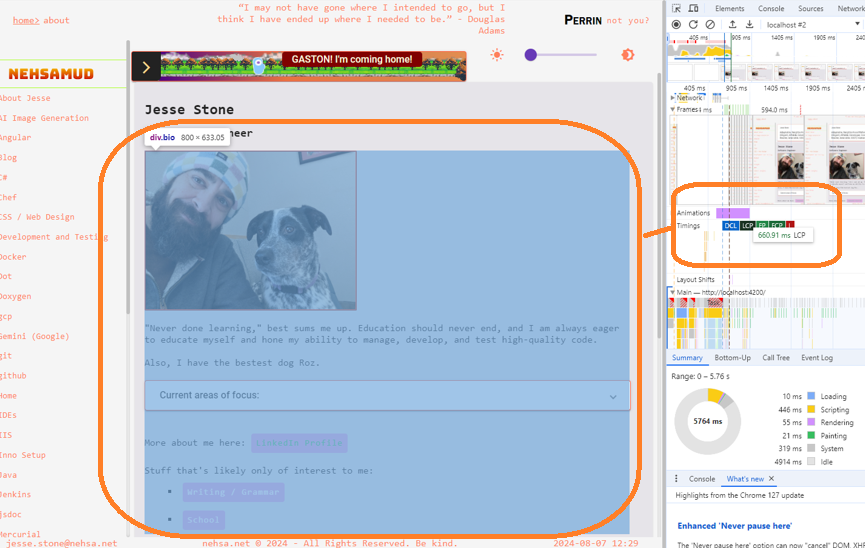 home> about
“I may not have gone where I intended to go, but I
think I have ended up where I needed to be.” - Douglas
Adams
PERRIN not you?
NEHSAMUD
GASTON! I'm coming home!
About Jesse
AI Image Generation
Angular
Blog
C#
Chef
CSS / Web Design
Development and Testing
Docker
Dot
Doxygen
gcp
Gemini (Google)
git
github
Home
IDEs
IIS
Inno Setup
Java
Jenkins
jsdoc
Mercurial
Jesse Stone
neer
div.bio 800 × 633.05
"Never done learning," best sums me up. Education should never end, and I am always eager
to educate myself and hone my ability to manage, develop, and test high-quality code.
Also, I have the bestest dog Roz.
Current areas of focus:
More about me here: LinkedIn Profile
Stuff that's likely only of interest to me:
Writing / Grammar
School
jesse.stone@nehsa.net
nehsa.net © 2024 - All Rights Reserved. Be kind.
2024-08-07 12:29
Elements Console Sources Network
localhost #2
405 ms 905 ms 1405 ms 1905 ms
405 ms 905 ms 1405 ms 1905 ms 2405 ms
Network
Frames 594.0 ms
Animations
Timings
DCL LCP FP FCP L
660.91 ms LCP
Layout Shifts
Main — http://localhost:4200/
Task
Summary Bottom-Up Call Tree Event Log
Range: 0 – 5.76 s
5764 ms
10 ms Loading
446 ms Scripting
55 ms Rendering
21 ms Painting
319 ms System
4914 ms Idle
Console What's new
Highlights from the Chrome 127 update
Enhanced 'Never pause here'
The 'Never pause here' option can now "cancel" DOM, XHR